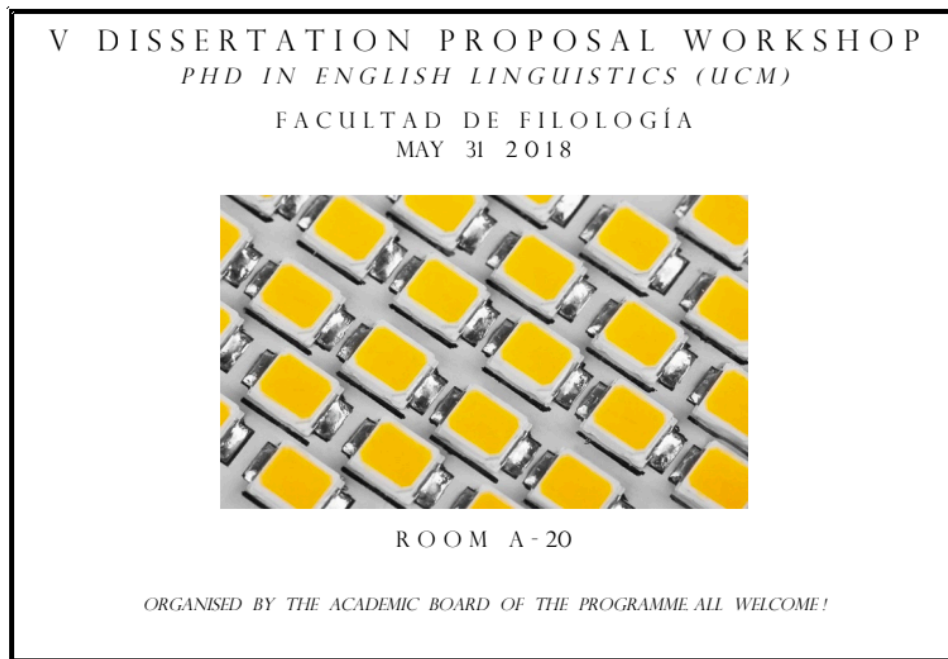 V DISSERTATION PROPOSAL WORKSHOP
PHD IN ENGLISH LINGUISTICS (UCM)
FACULTAD DE FILOLOGÍA
MAY 31 2018
ROOM A-20
ORGANISED BY THE ACADEMIC BOARD OF THE PROGRAMME. ALL WELCOME!